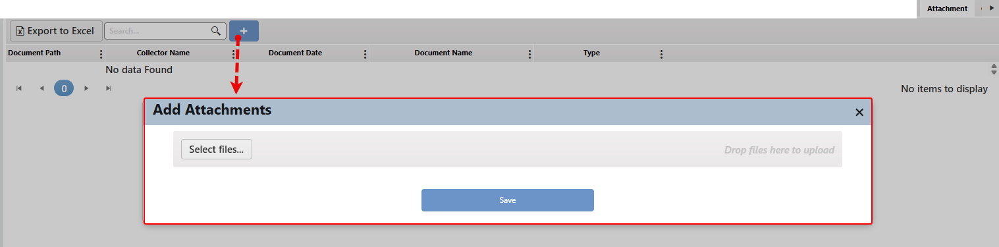 Attachment
Export to Excel Search... +
Document Path Collector Name Document Date Document Name Type
No data Found
0 No items to display
Add Attachments
Select files... Drop files here to upload
Save